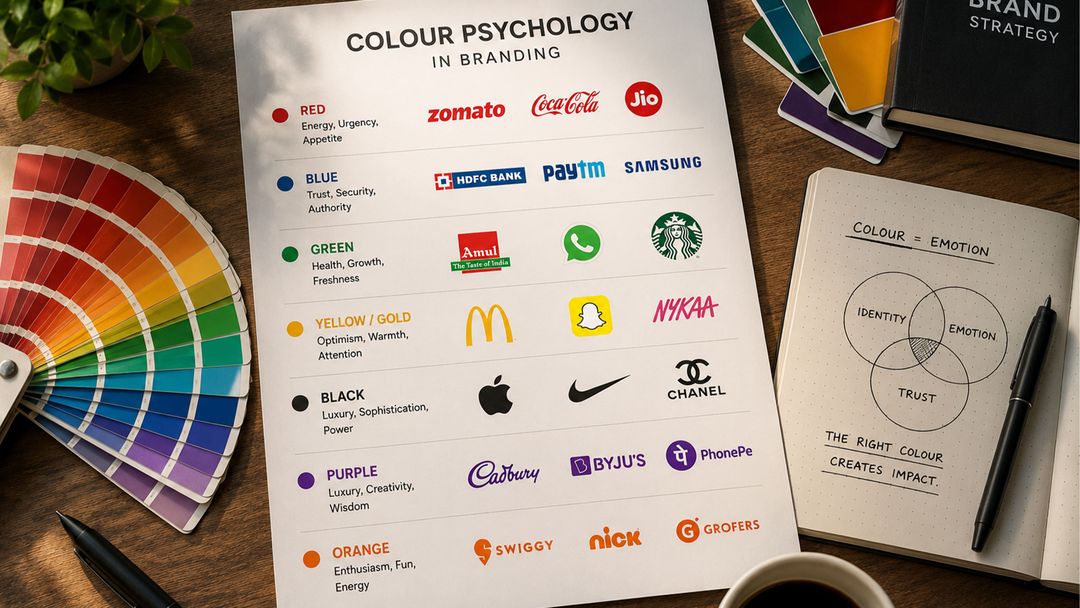 COLOUR PSYCHOLOGY
IN BRANDING
RED
Energy, Urgency,
Appetite
zomato
Coca-Cola
Jio
BLUE
Trust, Security,
Authority
HDFC BANK
paytm
SAMSUNG
GREEN
Health, Growth,
Freshness
Amul
The Taste of India
YELLOW / GOLD
Optimism, Warmth,
Attention
NYKAA
BLACK
Luxury, Sophistication,
Power
CHANEL
PURPLE
Luxury, Creativity,
Wisdom
Cadbury
B BYJU'S
पे PhonePe
ORANGE
Enthusiasm, Fun,
Energy
SWIGGY
nick
G GROFERS
BRAND
STRATEGY
COLOUR = EMOTION
IDENTITY
EMOTION
TRUST
THE RIGHT COLOUR
CREATES IMPACT.